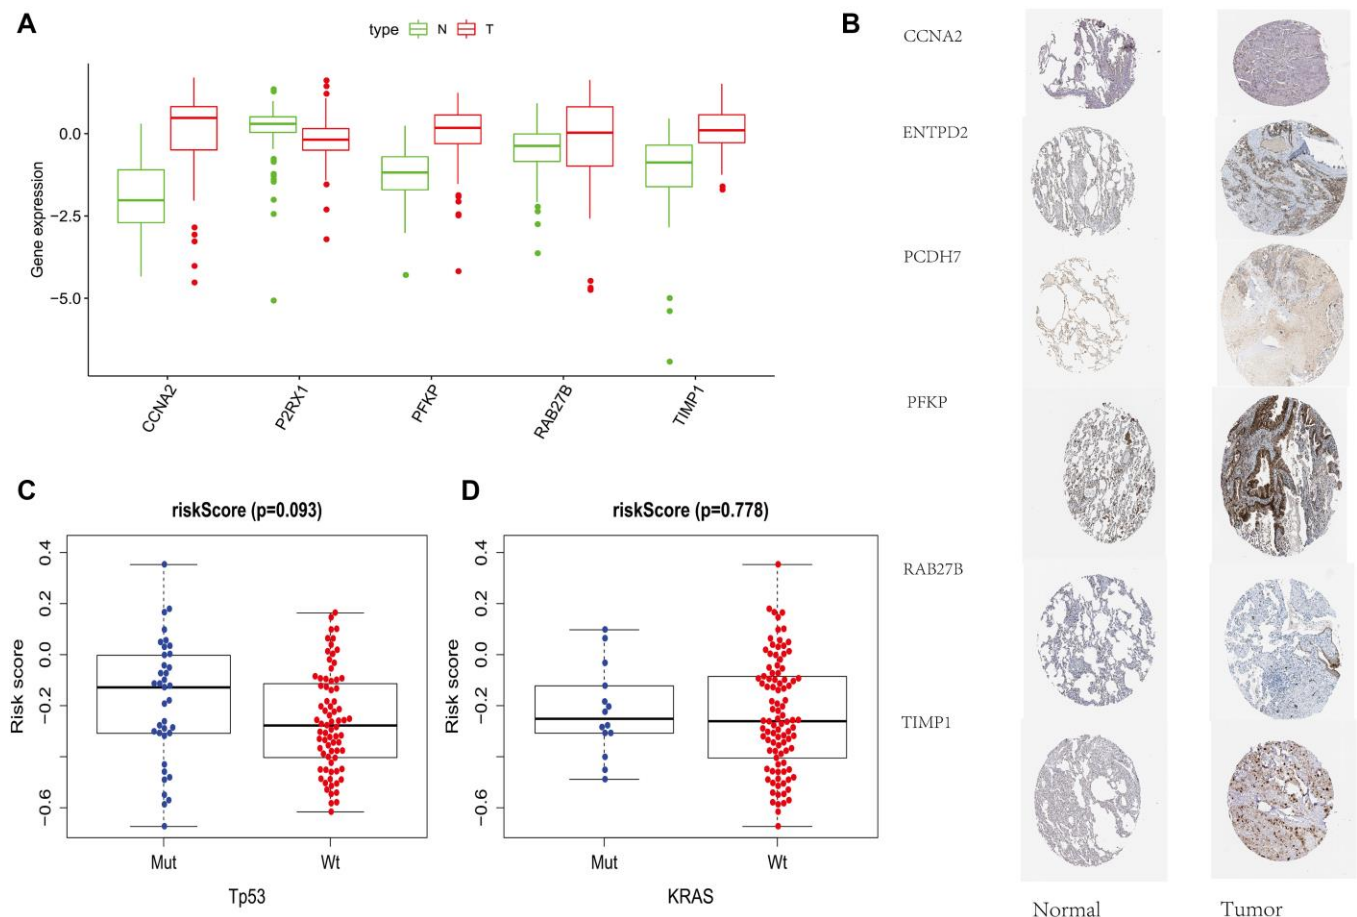 A
type N T
Gene expression
0.0
−2.5
−5.0
CCNA2
P2RX1
PFKP
RAB27B
TIMP1
B
CCNA2
ENTPD2
PCDH7
PFKP
RAB27B
TIMP1
Normal
Tumor
C
riskScore (p=0.093)
Risk score
0.4
0.2
0.0
−0.2
−0.6
Mut
Wt
Tp53
D
riskScore (p=0.778)
Risk score
0.4
0.2
0.0
−0.2
−0.6
Mut
Wt
KRAS